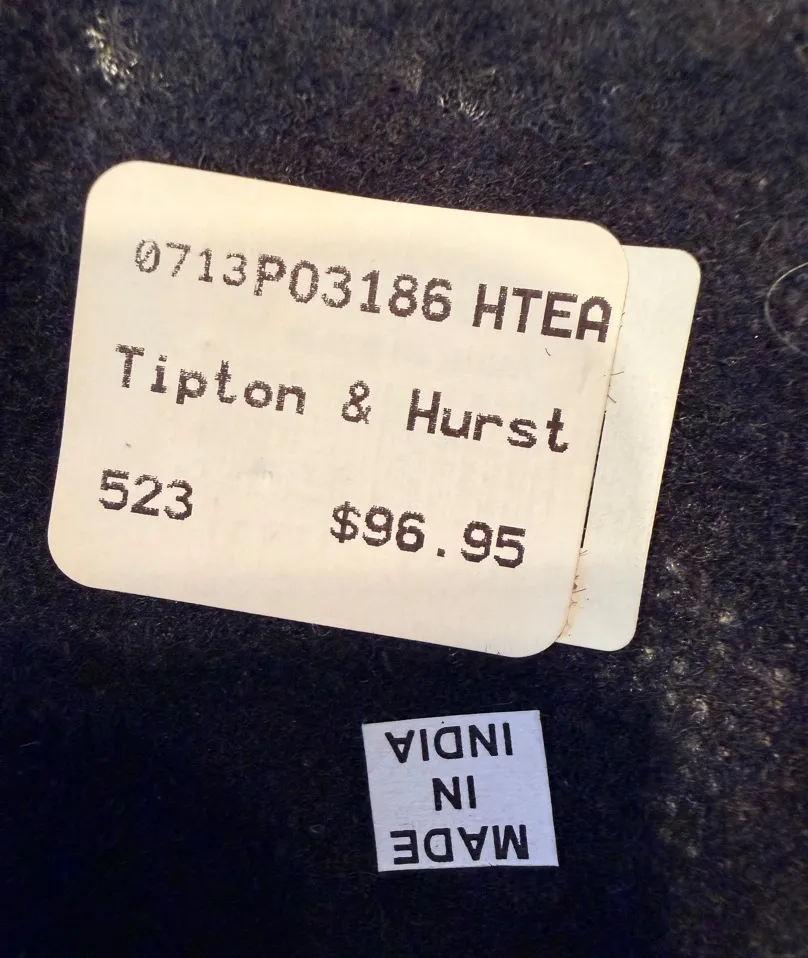 0713P03186 HTEA
Tipton & Hurst
523 $96.95
MADE
IN
INDIA